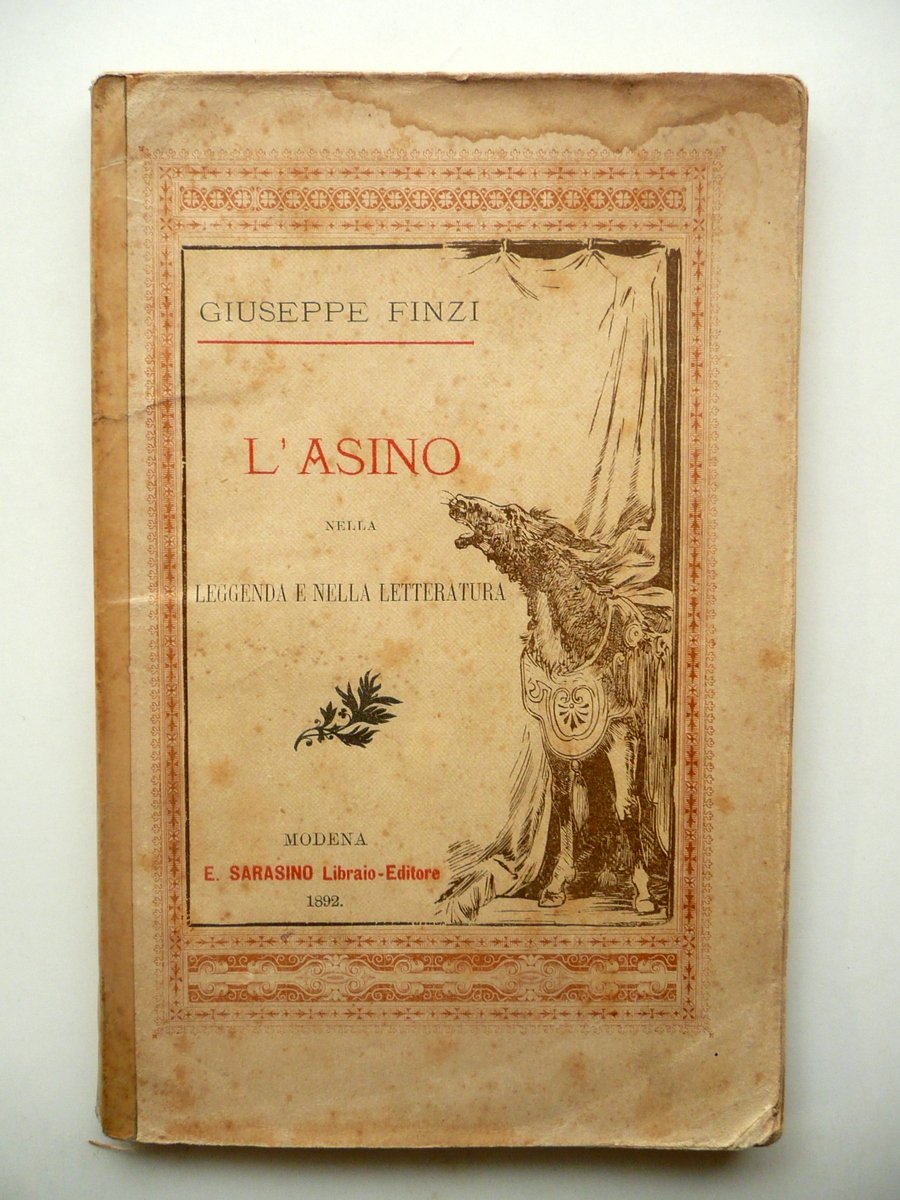 GIUSEPPE FINZI
L'ASINO
NELLA
LEGGENDA E NELLA LETTERATURA
MODENA
E. SARASINO Libraio-Editore
1892.